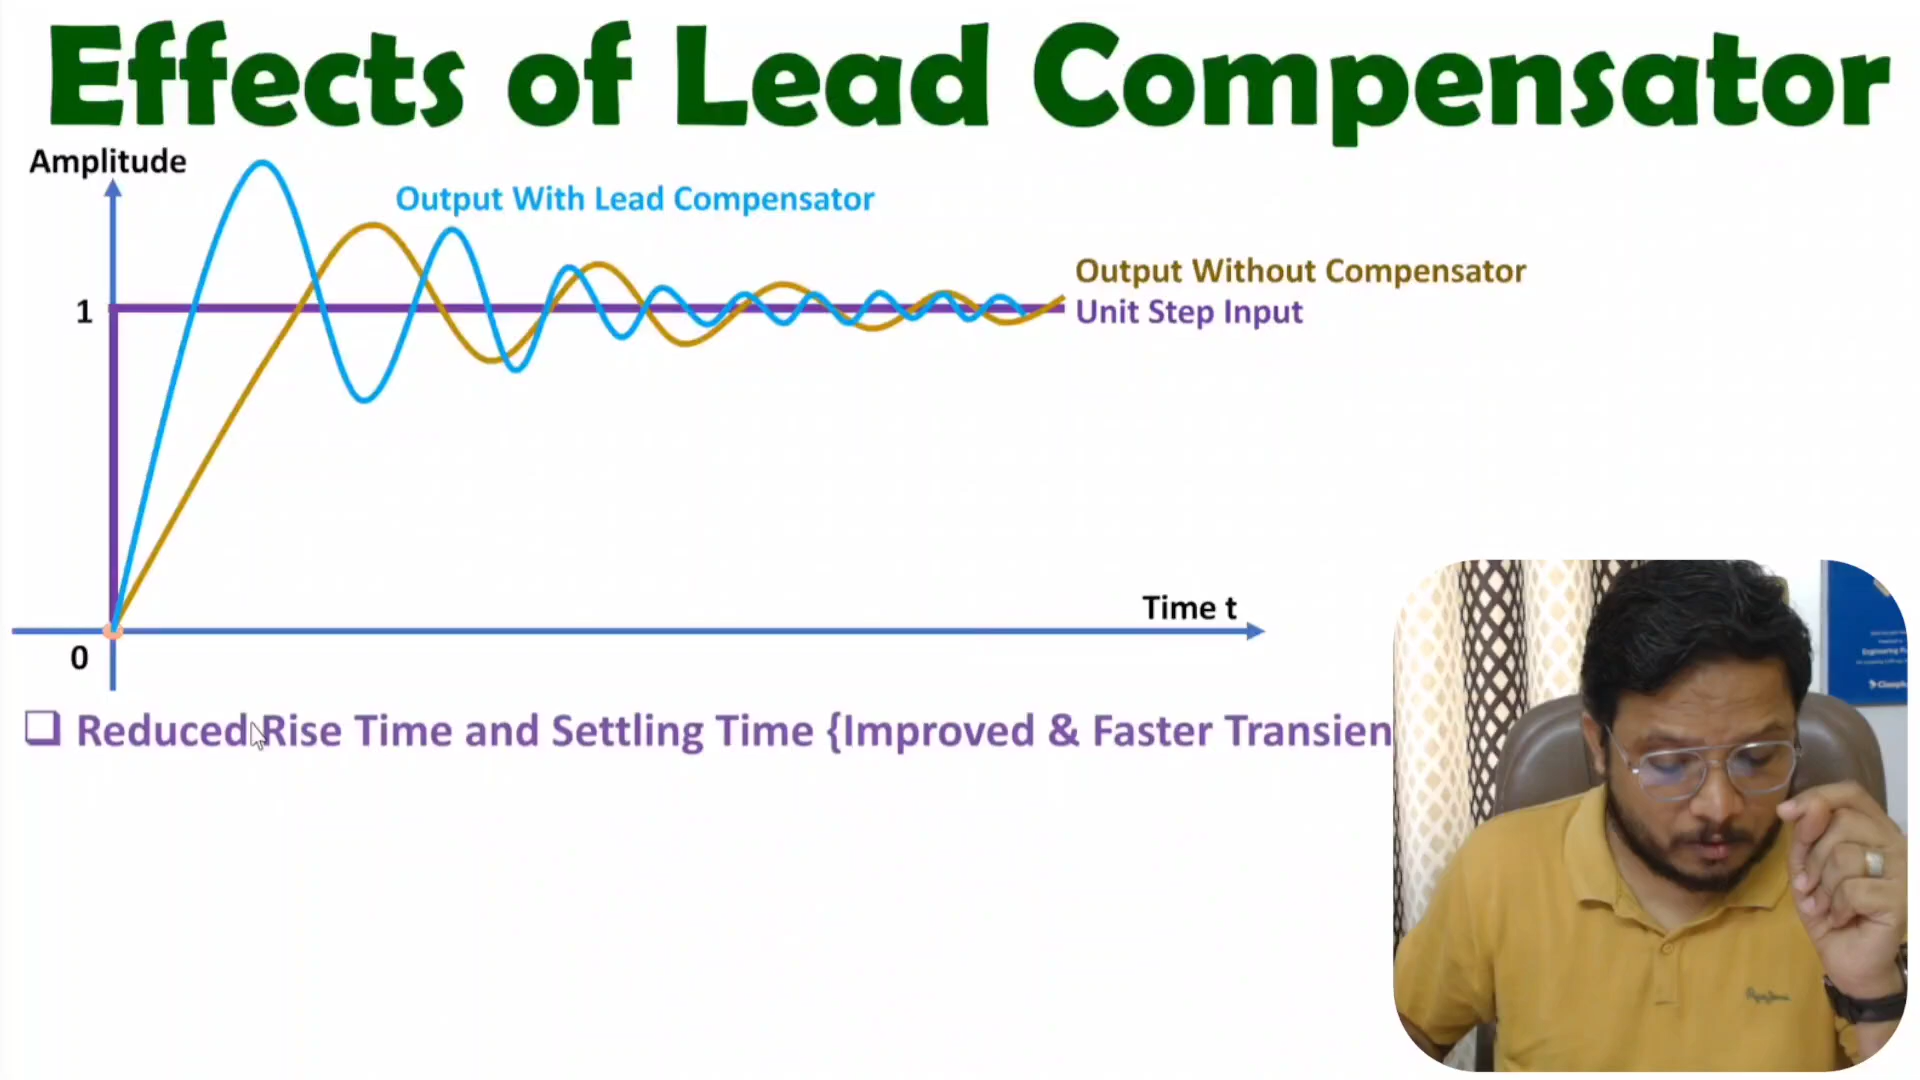 Effects of Lead Compensator
Amplitude
Output With Lead Compensator
Output Without Compensator
1
Unit Step Input
Time t
0
Reduced Rise Time and Settling Time {Improved & Faster Transien